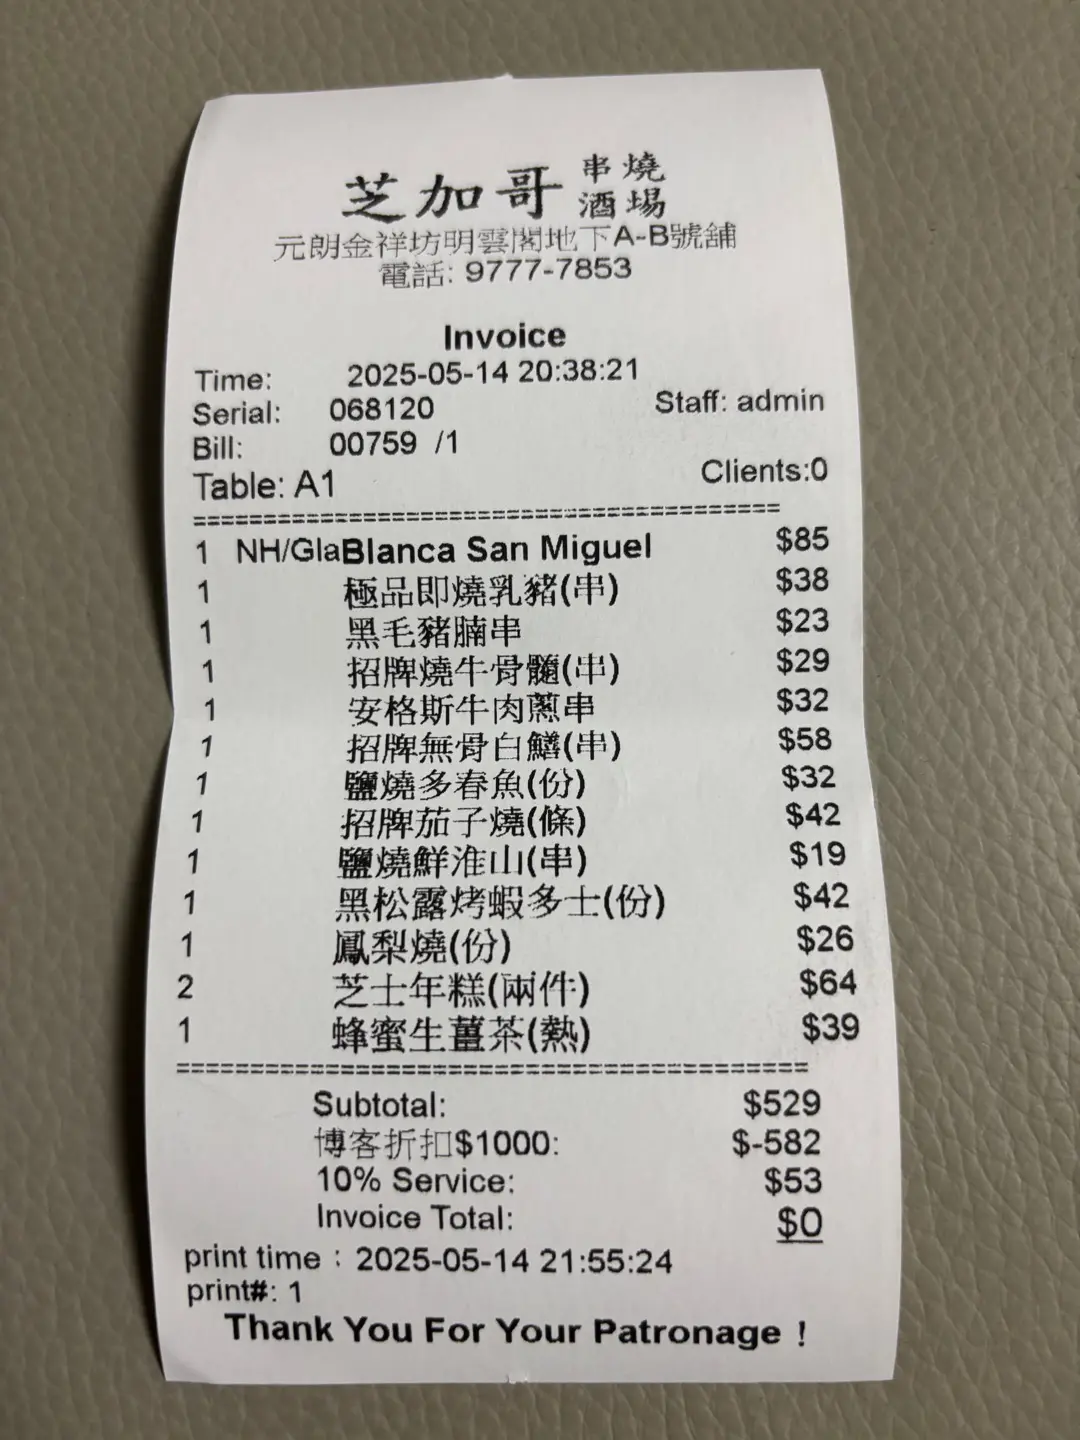 芝加哥 串燒酒場
元朗金祥坊明雲閣地下A-B號舖
電話: 9777-7853
Invoice
Time: 2025-05-14 20:38:21
Serial: 068120 Staff: admin
Bill: 00759 /1
Table: A1 Clients:0
==========================================
1 NH/GlaBlanca San Miguel $85
1 極品即燒乳豬(串) $38
1 黑毛豬腩串 $23
1 招牌燒牛骨髓(串) $29
1 安格斯牛肉蔥串 $32
1 招牌無骨白鱔(串) $58
1 鹽燒多春魚(份) $32
1 招牌茄子燒(條) $42
1 鹽燒鮮淮山(串) $19
1 黑松露烤蝦多士(份) $42
1 鳳梨燒(份) $26
2 芝士年糕(兩件) $64
1 蜂蜜生薑茶(熱) $39
==========================================
Subtotal: $529
博客折扣$1000: $-582
10% Service: $53
Invoice Total: $0
print time : 2025-05-14 21:55:24
print#: 1
Thank You For Your Patronage !